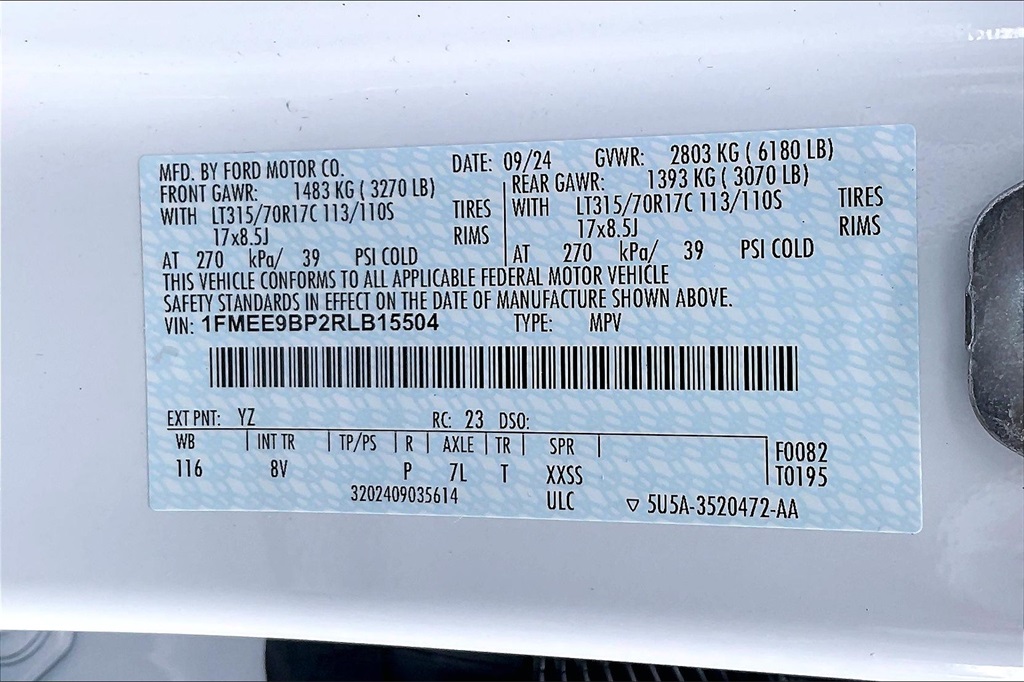 MFD. BY FORD MOTOR CO. DATE: 09/24 GVWR: 2803 KG ( 6180 LB)
FRONT GAWR: 1483 KG ( 3270 LB) REAR GAWR: 1393 KG ( 3070 LB)
WITH LT315/70R17C 113/110S TIRES WITH LT315/70R17C 113/110S TIRES
17x8.5J RIMS 17x8.5J RIMS
AT 270 kPa/ 39 PSI COLD AT 270 kPa/ 39 PSI COLD
THIS VEHICLE CONFORMS TO ALL APPLICABLE FEDERAL MOTOR VEHICLE
SAFETY STANDARDS IN EFFECT ON THE DATE OF MANUFACTURE SHOWN ABOVE.
VIN: 1FMEE9BP2RLB15504 TYPE: MPV
EXT PNT: YZ RC: 23 DSO:
WB INT TR TP/PS R AXLE TR SPR F0082
116 8V P 7L T XXSS T0195
3202409035614 ULC ▽ 5U5A-3520472-AA